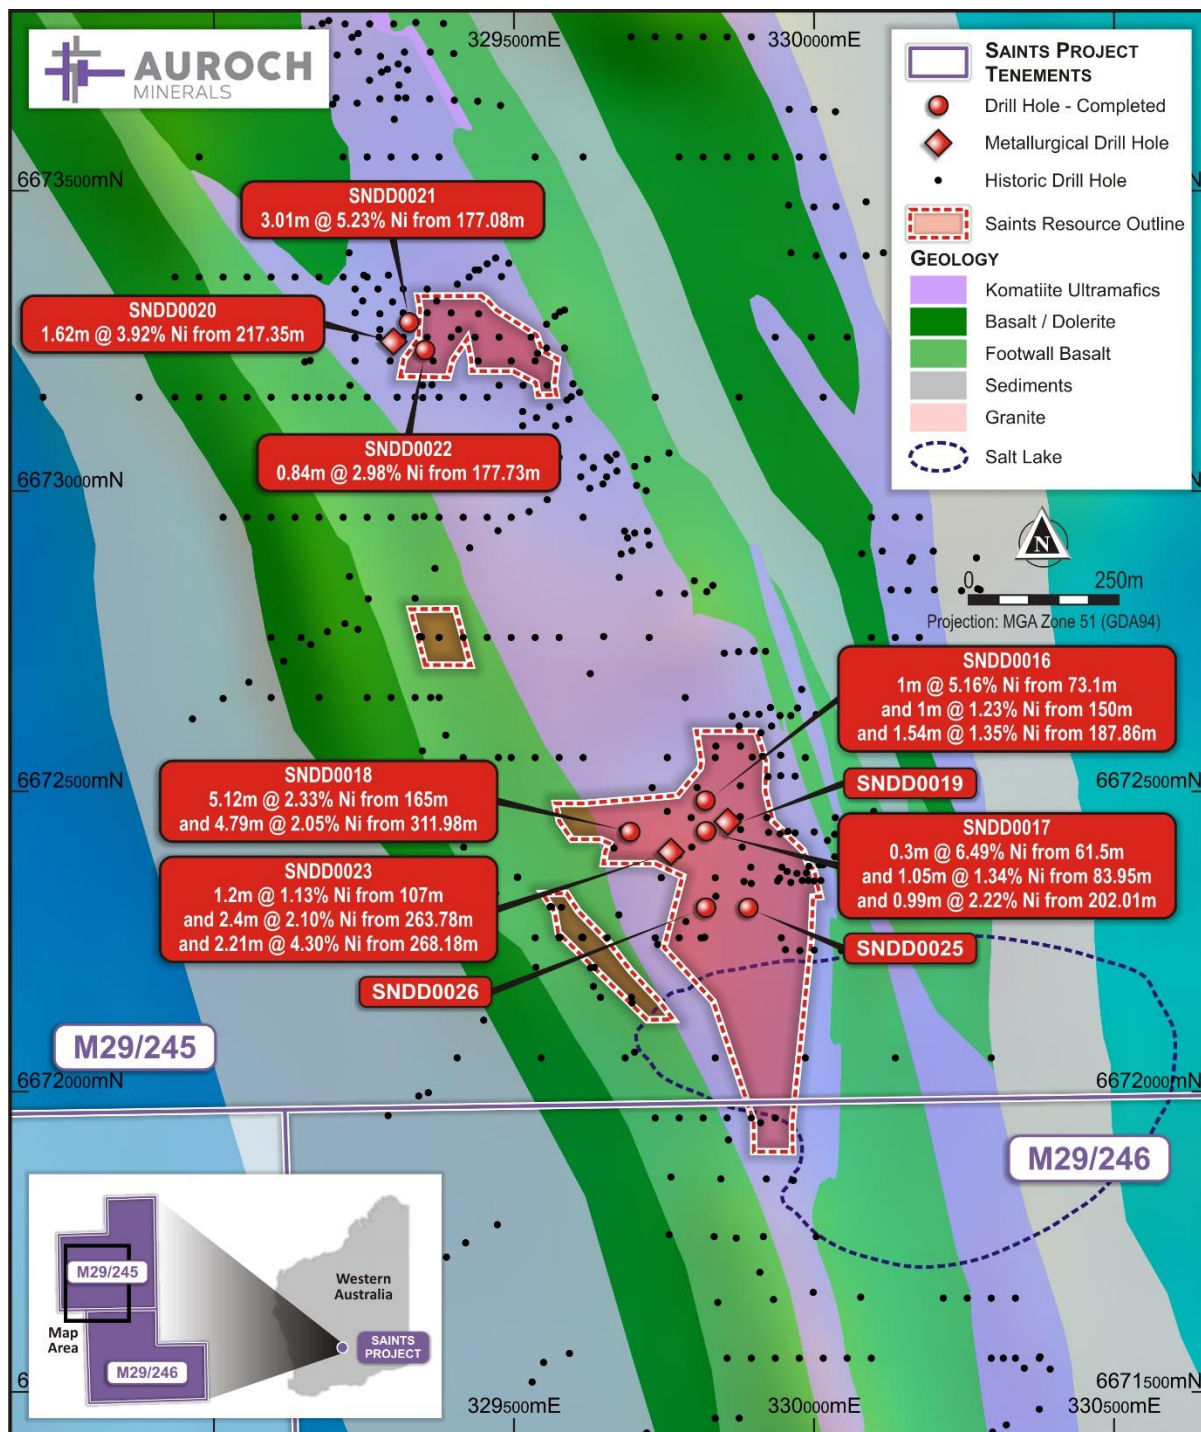 AUROCH
MINERALS
329500mE
330000mE
SAINTS PROJECT
TENEMENTS
Drill Hole - Completed
Metallurgical Drill Hole
Historic Drill Hole
Saints Resource Outline
GEOLOGY
Komatiite Ultramafics
Basalt / Dolerite
Footwall Basalt
Sediments
Granite
Salt Lake
6673500mN
N
SNDD0021
3.01m @ 5.23% Ni from 177.08m
SNDD0020
1.62m @ 3.92% Ni from 217.35m
SNDD0022
0.84m @ 2.98% Ni from 177.73m
6673000mN
N
N
0 250m
Projection: MGA Zone 51 (GDA94)
SNDD0016
1m @ 5.16% Ni from 73.1m
and 1m @ 1.23% Ni from 150m
and 1.54m @ 1.35% Ni from 187.86m
6672500mN
6672500mN
SNDD0018
5.12m @ 2.33% Ni from 165m
and 4.79m @ 2.05% Ni from 311.98m
SNDD0019
SNDD0017
0.3m @ 6.49% Ni from 61.5m
and 1.05m @ 1.34% Ni from 83.95m
and 0.99m @ 2.22% Ni from 202.01m
SNDD0023
1.2m @ 1.13% Ni from 107m
and 2.4m @ 2.10% Ni from 263.78m
and 2.21m @ 4.30% Ni from 268.18m
SNDD0025
SNDD0026
M29/245
6672000mN
6672000mN
M29/246
M29/245
Map
Area
M29/246
Western
Australia
SAINTS
PROJECT
6671500mN
329500mE
330000mE
330500mE